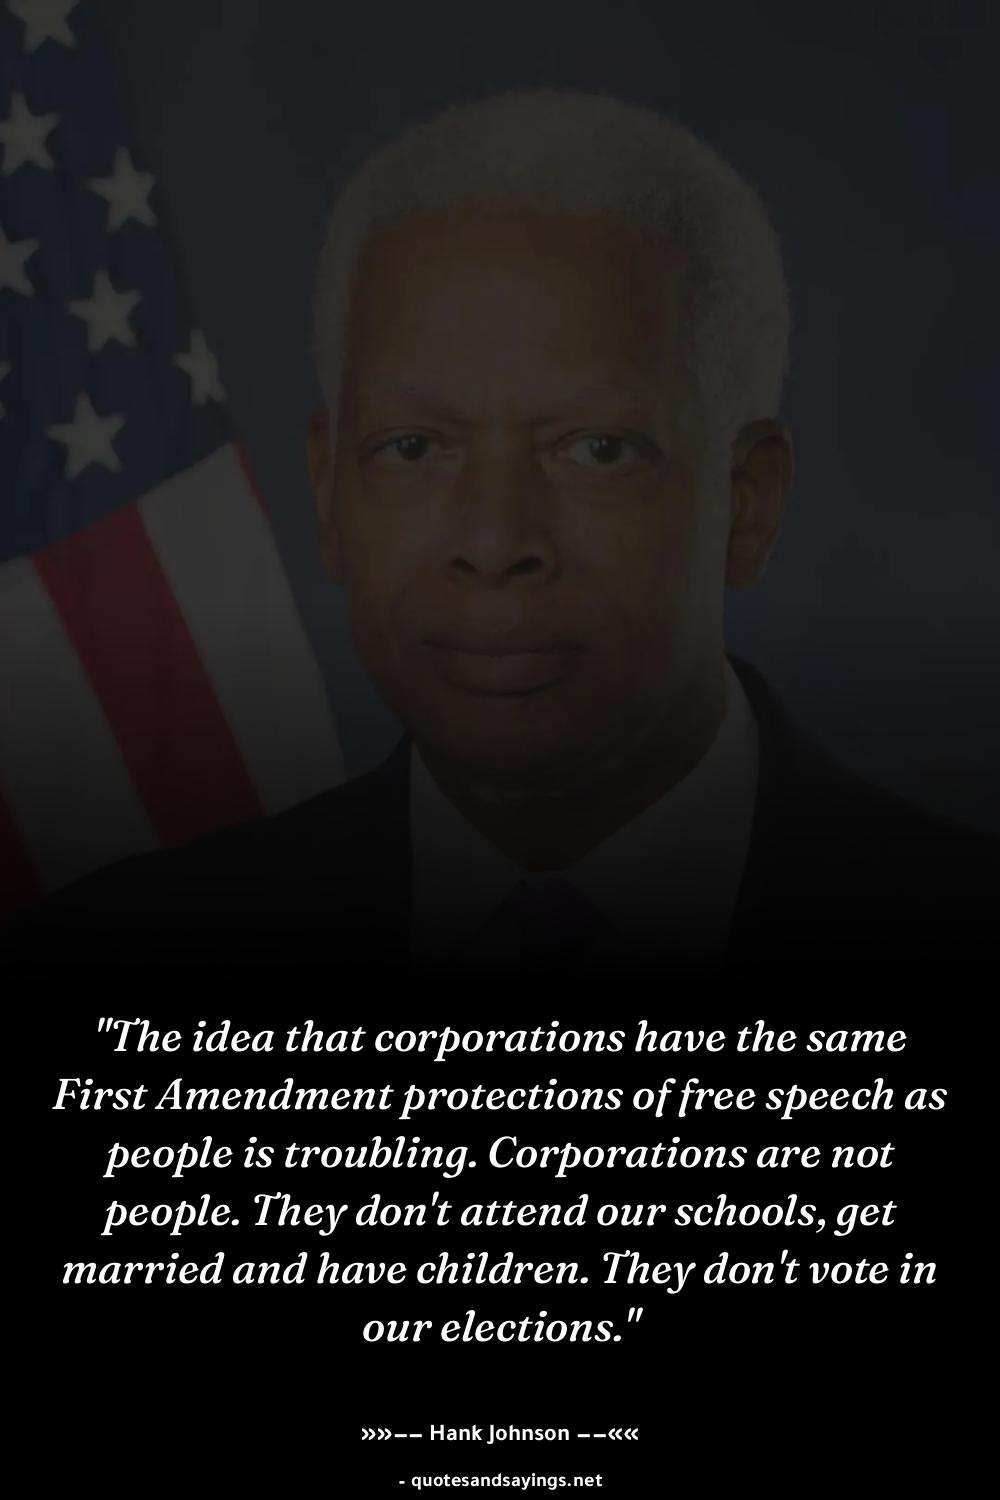 "The idea that corporations have the same
First Amendment protections of free speech as
people is troubling. Corporations are not
people. They don't attend our schools, get
married and have children. They don't vote in
our elections."
»»−− Hank Johnson −−««
- quotesandsayings.net